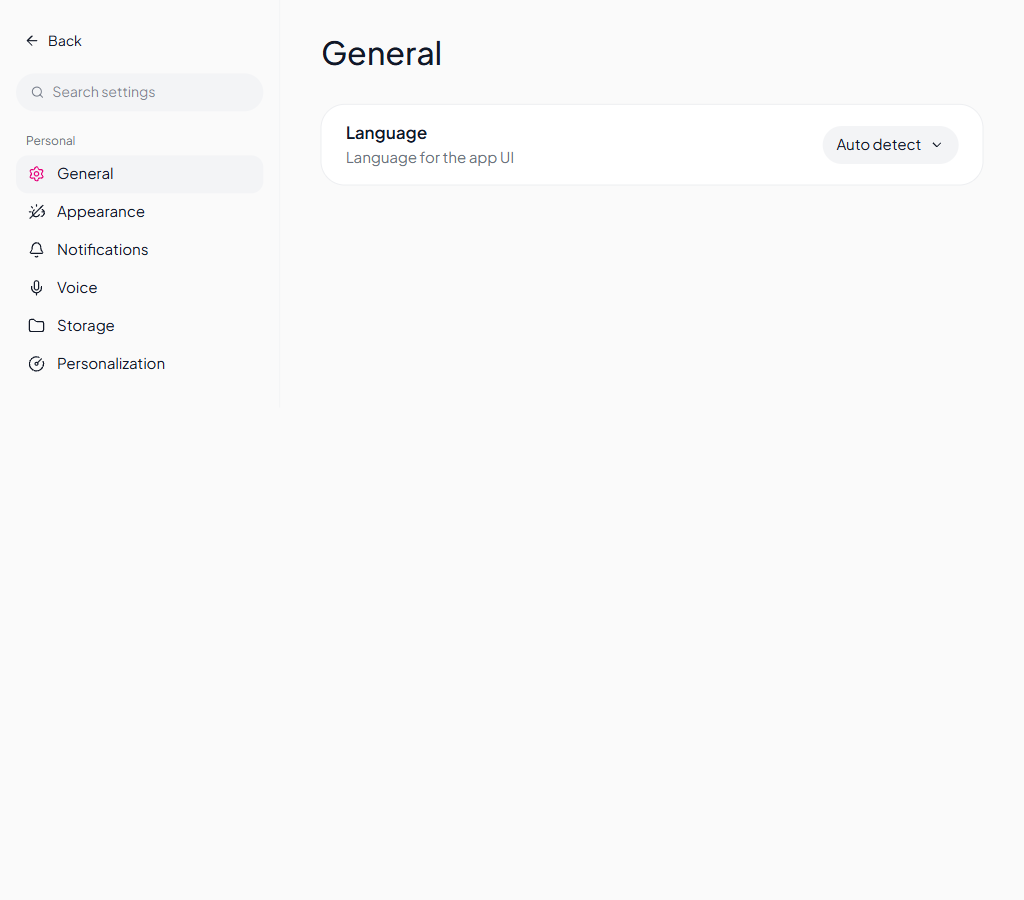 Back
Search settings
Personal
General
Appearance
Notifications
Voice
Storage
Personalization
General
Language
Language for the app UI
Auto detect